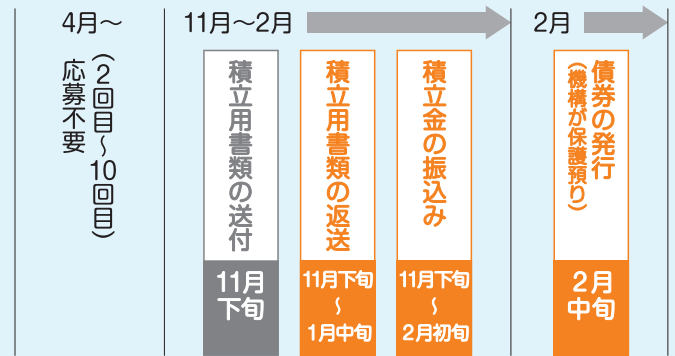 4月～
（2回目～10回目）
応募不要
11月～2月
積立用書類の送付
11月
下旬
積立用書類の返送
11月下旬
～
1月中旬
積立金の振込み
11月下旬
～
2月初旬
2月
債券の発行
（機構が保護預り）
2月
中旬